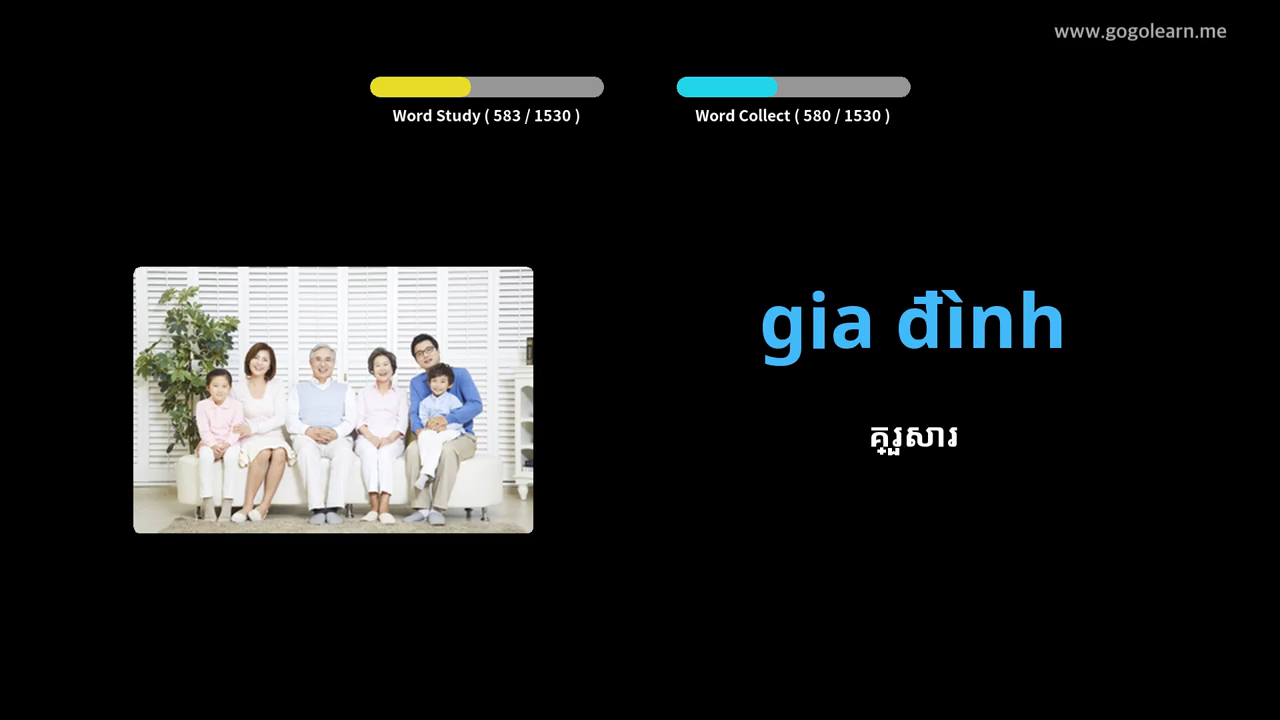 www.gogolearn.me
Word Study ( 583 / 1530 )
Word Collect ( 580 / 1530 )
gia đình
គ្រួសារ